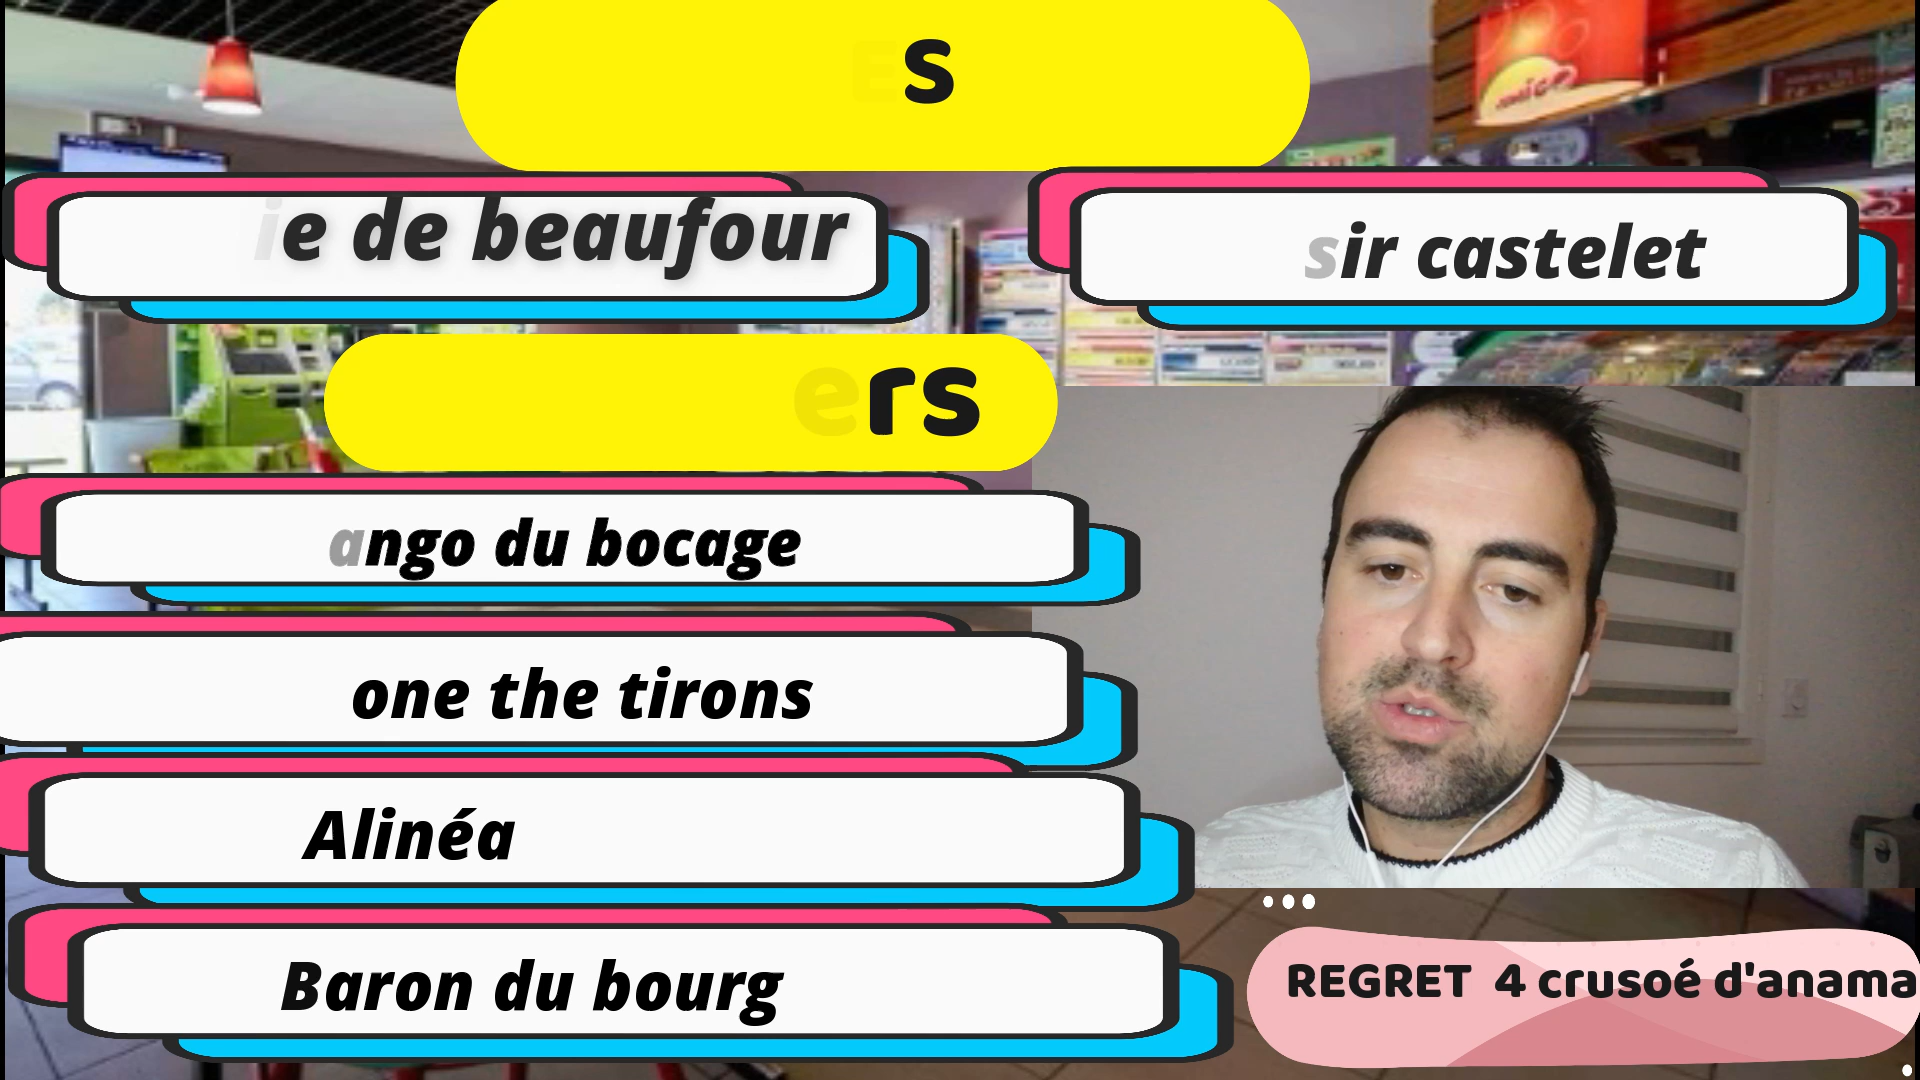 Es
ie de beaufour
sir castelet
ers
ango du bocage
one the tirons
Alinéa
Baron du bourg
REGRET 4 crusoé d'anama